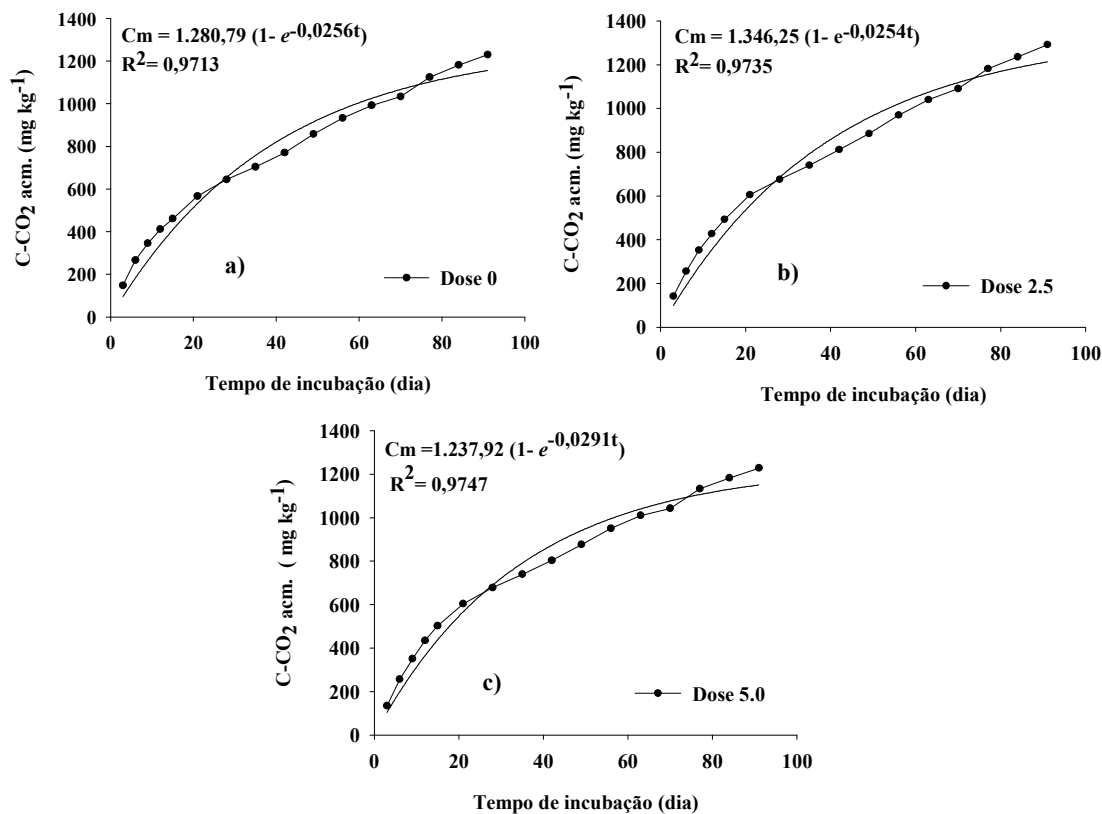 Cm = 1.280,79 (1- e-0,0256t)
R2= 0,9713
C-CO2 acm. (mg kg-1)
1400
1200
1000
800
600
400
200
0
a)
Dose 0
0 20 40 60 80 100
Tempo de incubação (dia)
Cm = 1.346,25 (1- e-0,0254t)
R2= 0,9735
C-CO2 acm. (mg kg-1)
1400
1200
1000
800
600
400
200
0
b)
Dose 2.5
0 20 40 60 80 100
Tempo de incubação (dia)
Cm =1.237,92 (1- e-0,0291t)
R2= 0,9747
C-CO2 acm. ( mg kg-1)
1400
1200
1000
800
600
400
200
0
c)
Dose 5.0
0 20 40 60 80 100
Tempo de incubação (dia)